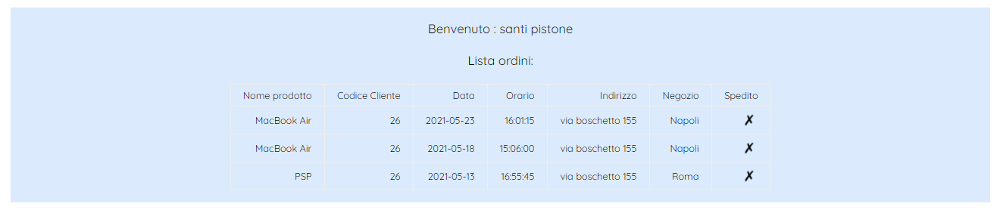 Benvenuto : santi pistone
Lista ordini:
Nome prodotto Codice Cliente Data Orario Indirizzo Negozio Spedito
MacBook Air 26 2021-05-23 16:01:15 via boschetto 155 Napoli ✗
MacBook Air 26 2021-05-18 15:06:00 via boschetto 155 Napoli ✗
PSP 26 2021-05-13 16:55:45 via boschetto 155 Roma ✗